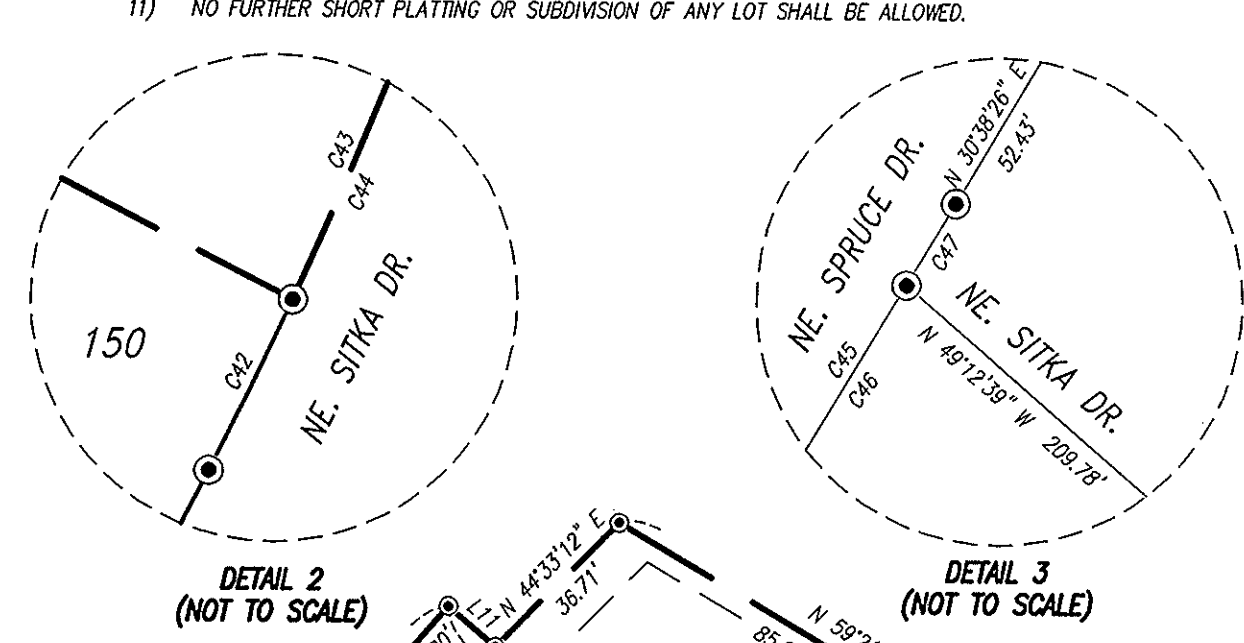 11) NO FURTHER SHORT PLATTING OR SUBDIVISION OF ANY LOT SHALL BE ALLOWED.
C43
C44
150
C42
NE. SITKA DR.
DETAIL 2
(NOT TO SCALE)
N 30°38'26" E
52.43'
NE. SPRUCE DR.
C47
C45
C46
NE. SITKA DR.
N 49°12'39" W 209.78'
DETAIL 3
(NOT TO SCALE)
N 44°33'12" E
36.71'
L11